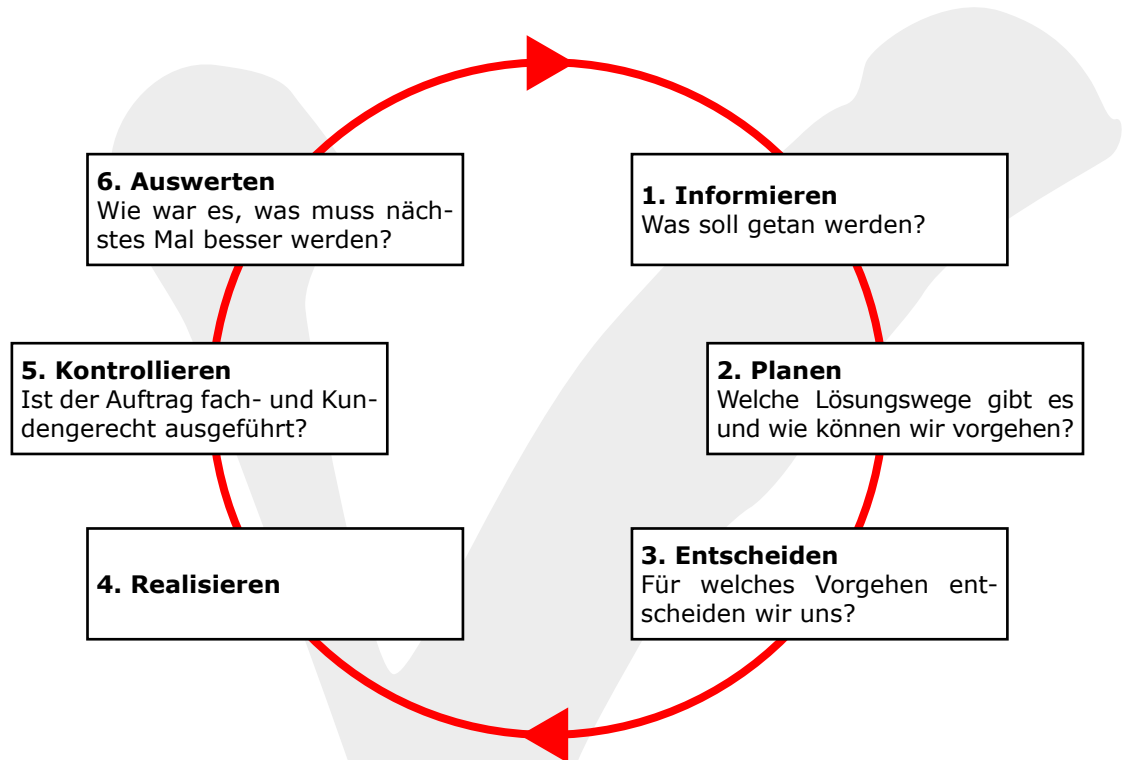 1. Informieren
Was soll getan werden?
2. Planen
Welche Lösungswege gibt es
und wie können wir vorgehen?
3. Entscheiden
Für welches Vorgehen ent-
scheiden wir uns?
4. Realisieren
5. Kontrollieren
Ist der Auftrag fach- und Kun-
dengerecht ausgeführt?
6. Auswerten
Wie war es, was muss näch-
stes Mal besser werden?